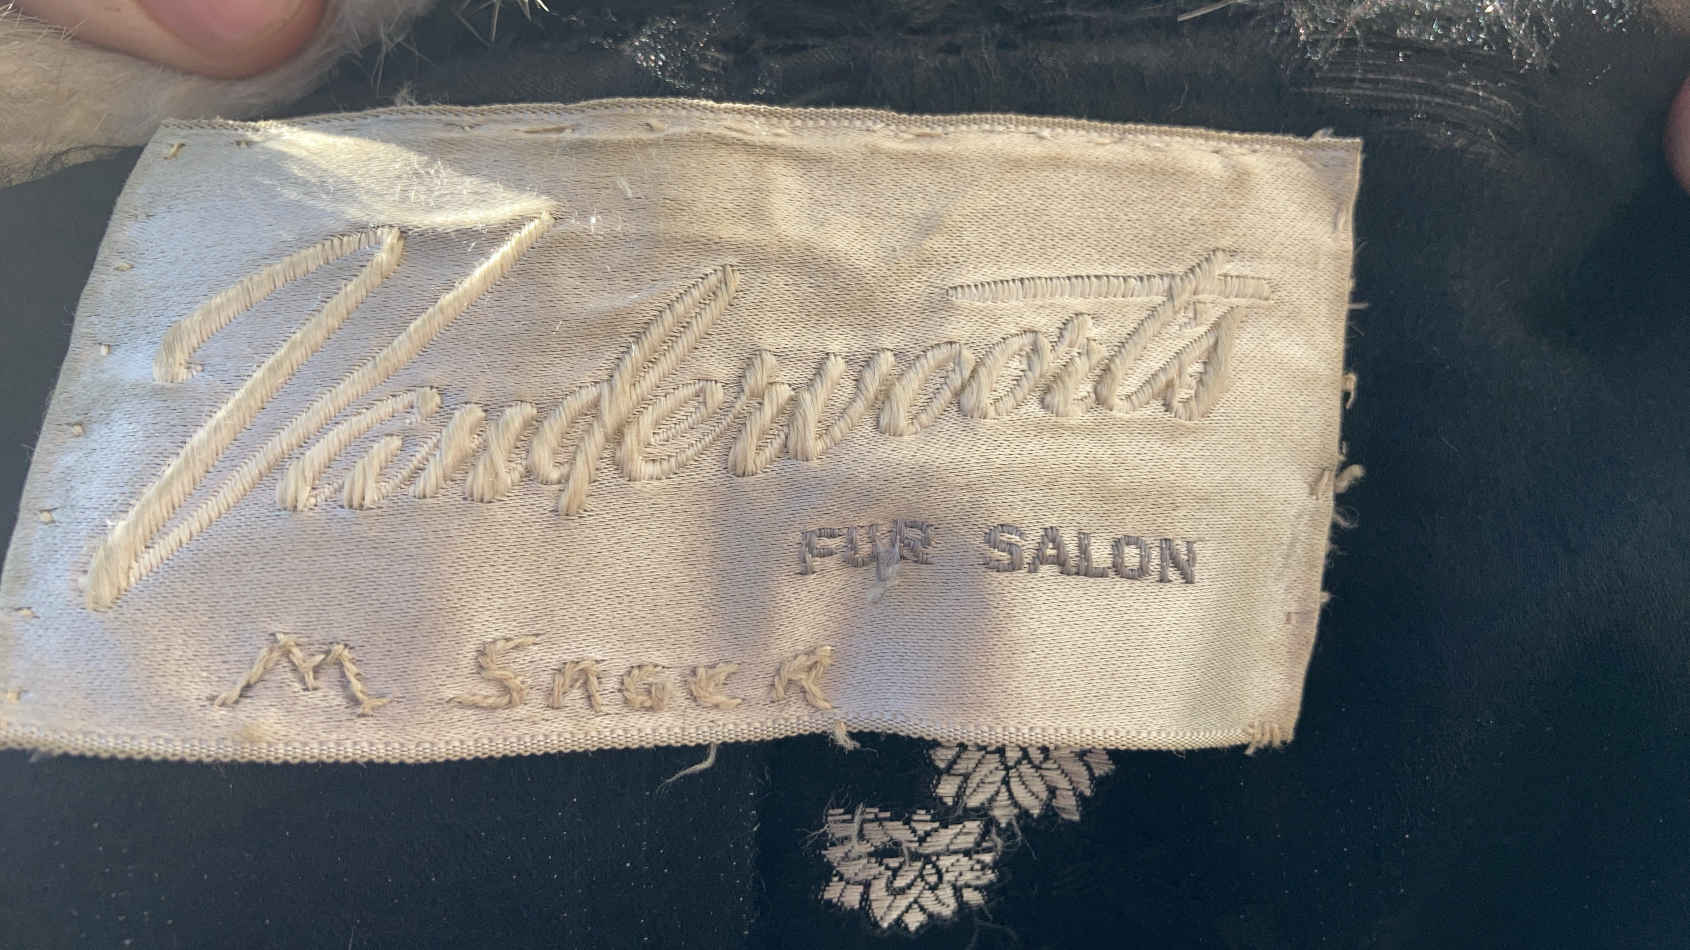 Vandervoort's
FUR SALON
M SAGER